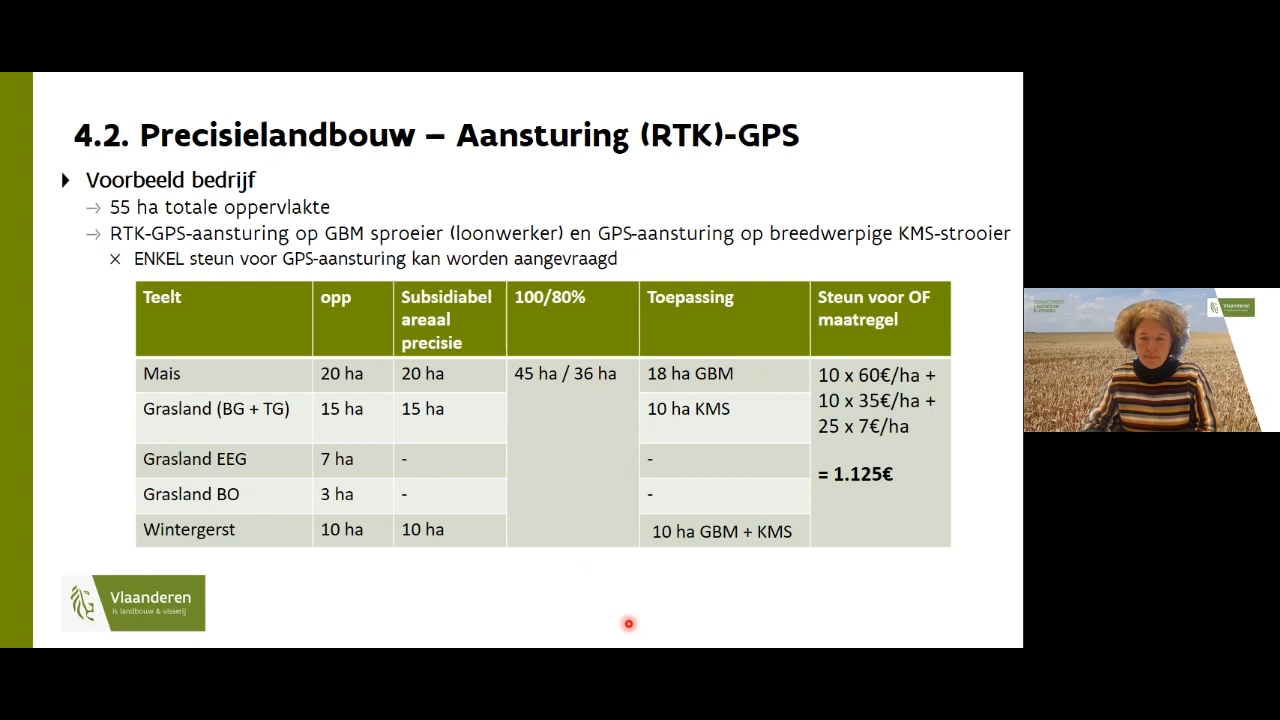 4.2. Precisielandbouw – Aansturing (RTK)-GPS
Voorbeeld bedrijf
→ 55 ha totale oppervlakte
→ RTK-GPS-aansturing op GBM sproeier (loonwerker) en GPS-aansturing op breedwerpige KMS-strooier
× ENKEL steun voor GPS-aansturing kan worden aangevraagd
Teelt opp Subsidiabel areaal precisie 100/80% Toepassing Steun voor OF maatregel
Mais 20 ha 20 ha 45 ha / 36 ha 18 ha GBM 10 x 60€/ha +
10 x 35€/ha +
25 x 7€/ha
= 1.125€
Grasland (BG + TG) 15 ha 15 ha 10 ha KMS
Grasland EEG 7 ha - -
Grasland BO 3 ha - -
Wintergerst 10 ha 10 ha 10 ha GBM + KMS
Vlaanderen
is landbouw & visserij
DEPARTEMENT
LANDBOUW
& VISSERIJ
Vlaanderen